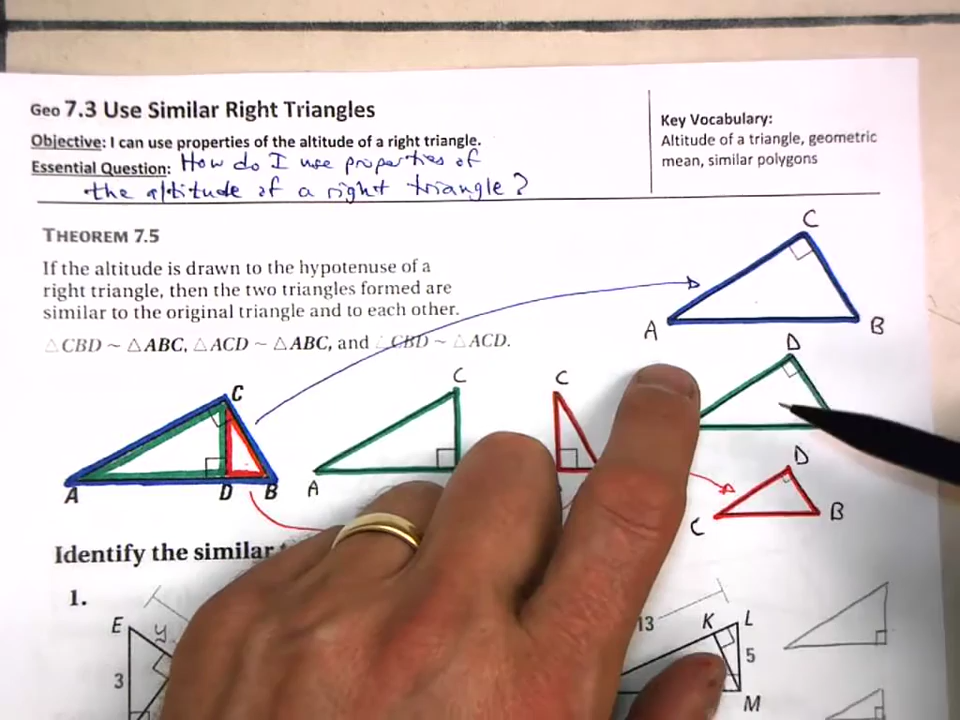 Geo 7.3 Use Similar Right Triangles
Objective: I can use properties of the altitude of a right triangle.
Essential Question: How do I use properties of
the altitude of a right triangle?
Key Vocabulary:
Altitude of a triangle, geometric
mean, similar polygons
THEOREM 7.5
If the altitude is drawn to the hypotenuse of a
right triangle, then the two triangles formed are
similar to the original triangle and to each other.
△CBD ~ △ABC, △ACD ~ △ABC, and △CBD ~ △ACD.
C
A B
D
C
A D B
C
A
C
D
C B
Identify the similar
1.
E y
3
13 K L
5
M